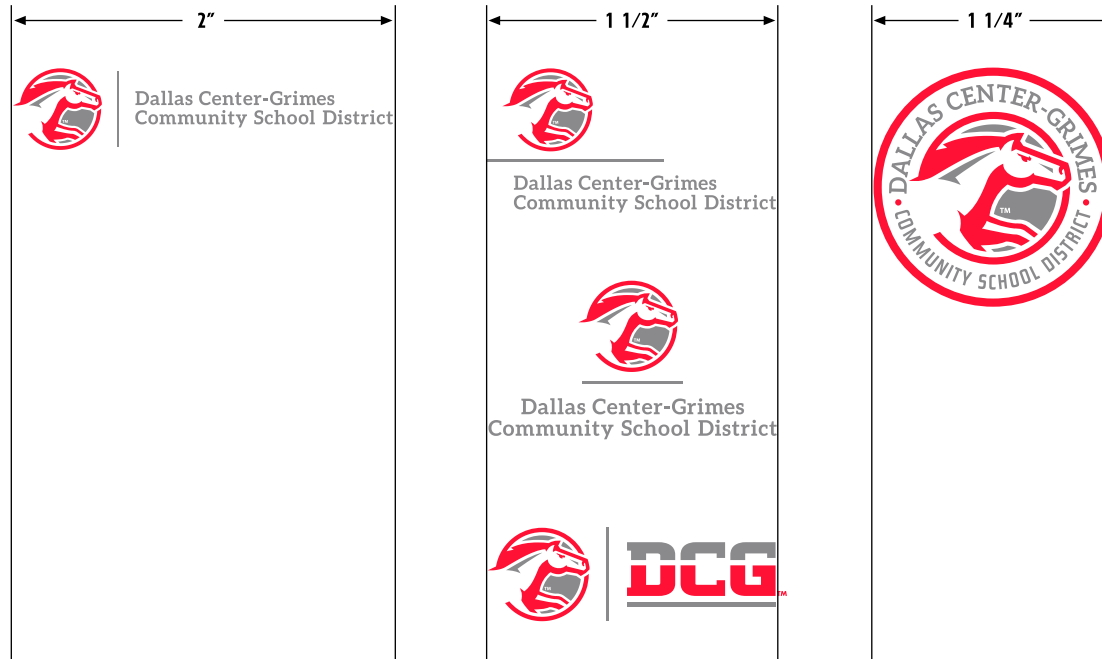 2”
Dallas Center-Grimes
Community School District
TM
1 1/2”
TM
Dallas Center-Grimes
Community School District
TM
Dallas Center-Grimes
Community School District
TM
DCG
TM
1 1/4”
DALLAS CENTER-GRIMES
TM
• COMMUNITY SCHOOL DISTRICT •